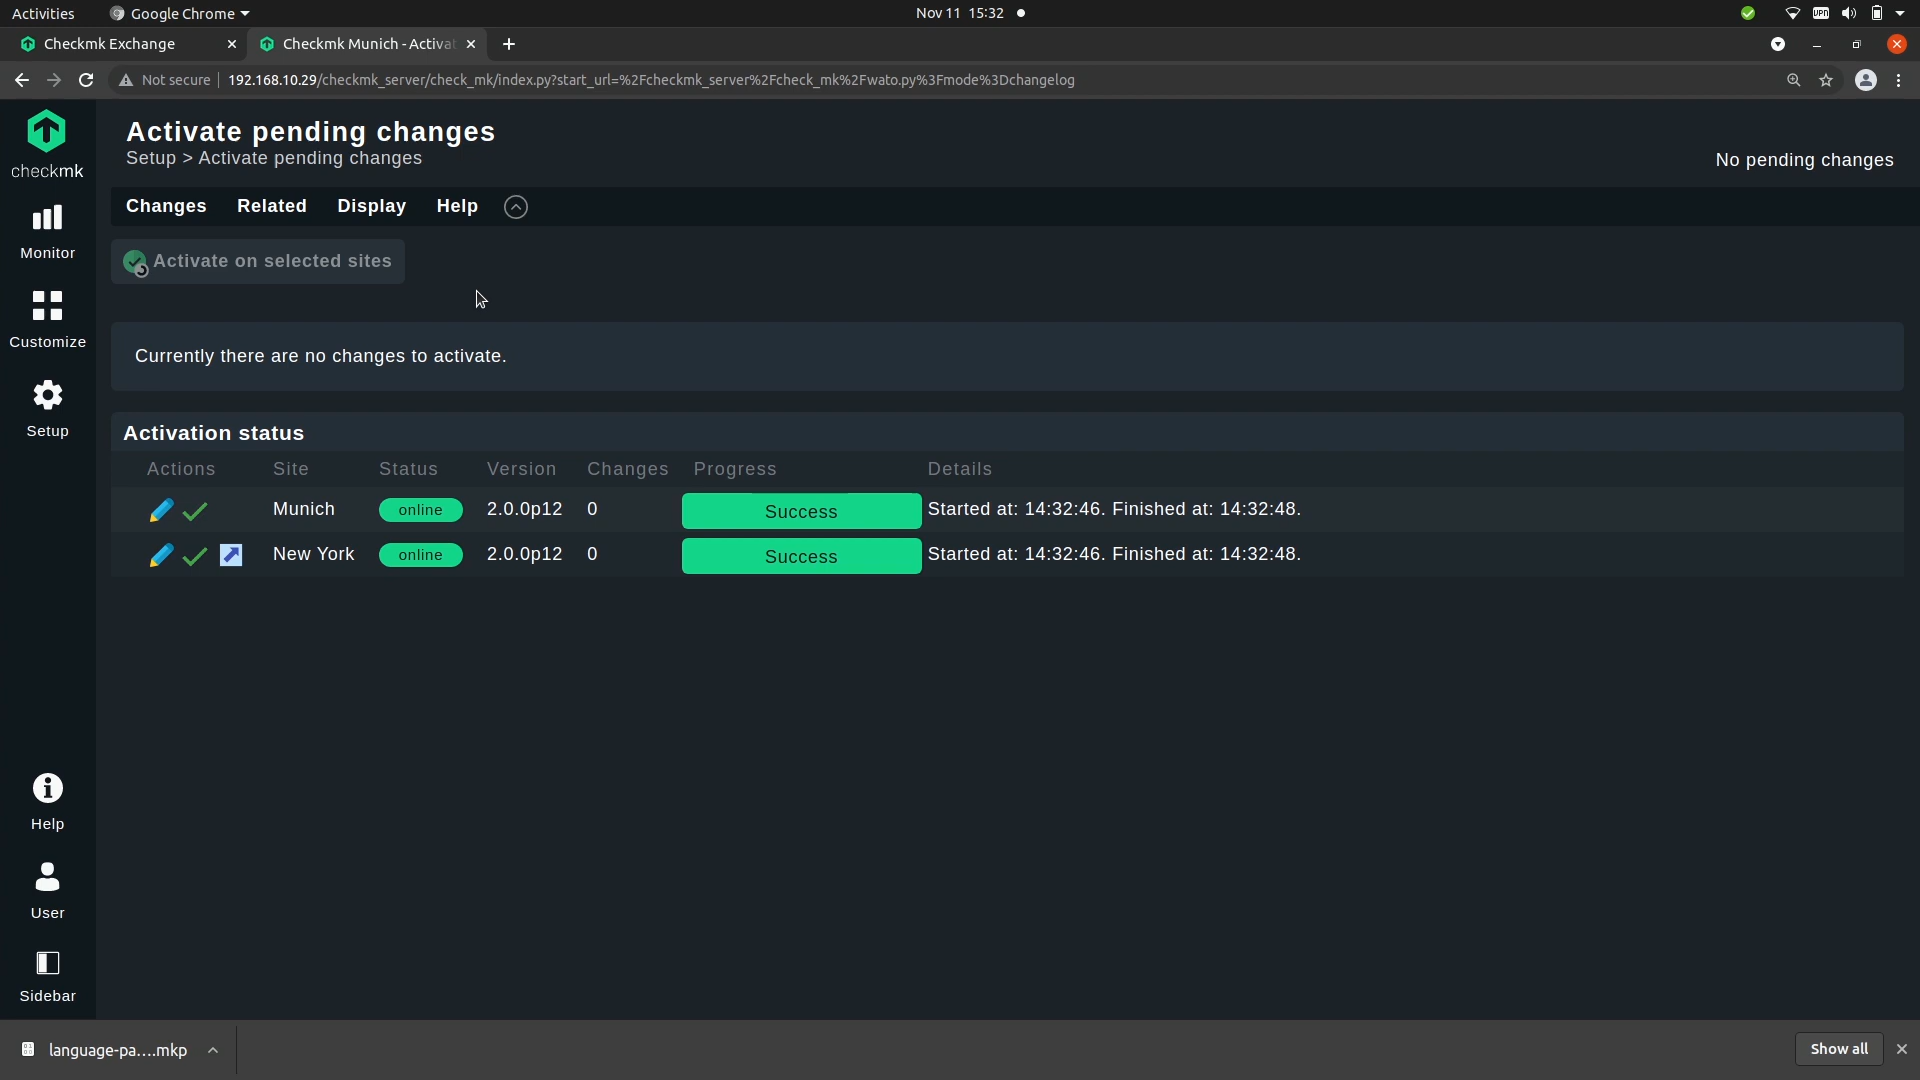 Activities Google Chrome Nov 11 15:32 VPN
Checkmk Exchange Checkmk Munich - Activat
Not secure 192.168.10.29/checkmk_server/check_mk/index.py?start_url=%2Fcheckmk_server%2Fcheck_mk%2Fwato.py%3Fmode%3Dchangelog
checkmk
Monitor
Customize
Setup
Help
User
Sidebar
Activate pending changes
Setup > Activate pending changes
No pending changes
Changes Related Display Help
Activate on selected sites
Currently there are no changes to activate.
Activation status
Actions Site Status Version Changes Progress Details
Munich online 2.0.0p12 0 Success Started at: 14:32:46. Finished at: 14:32:48.
New York online 2.0.0p12 0 Success Started at: 14:32:46. Finished at: 14:32:48.
language-pa....mkp Show all